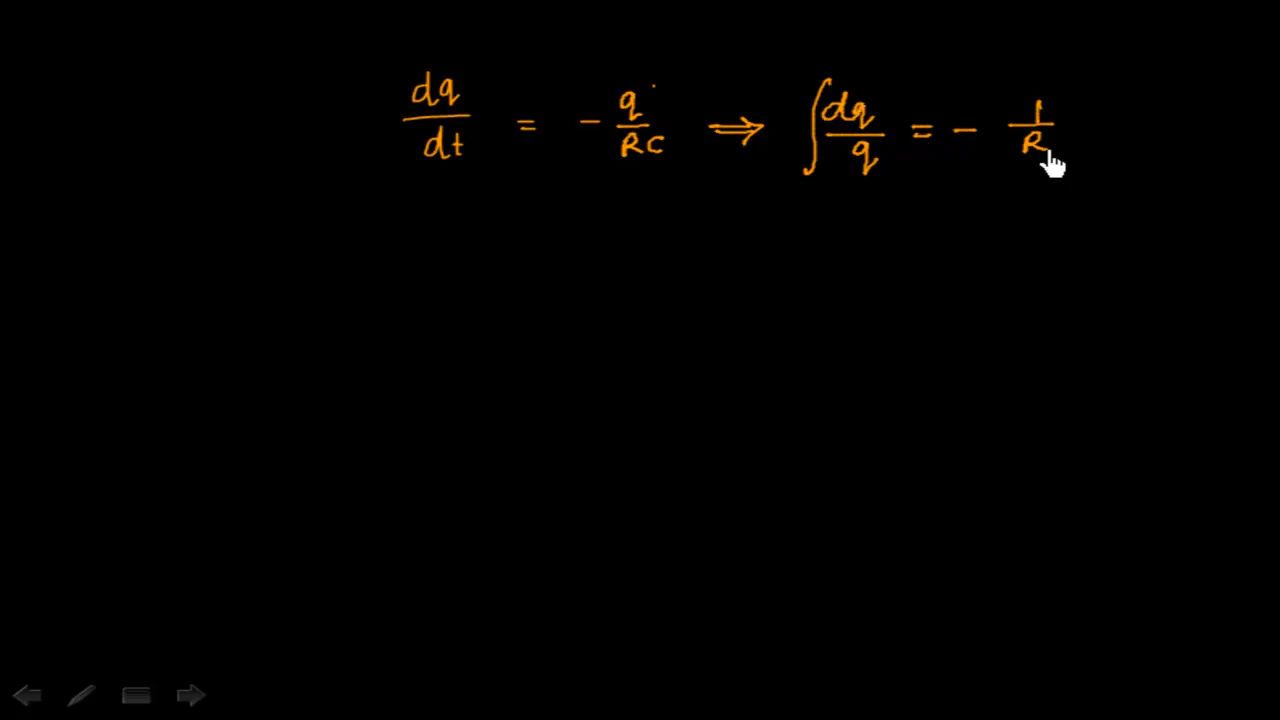 dq/dt = - q/RC ⟹ ∫ dq/q = - 1/R